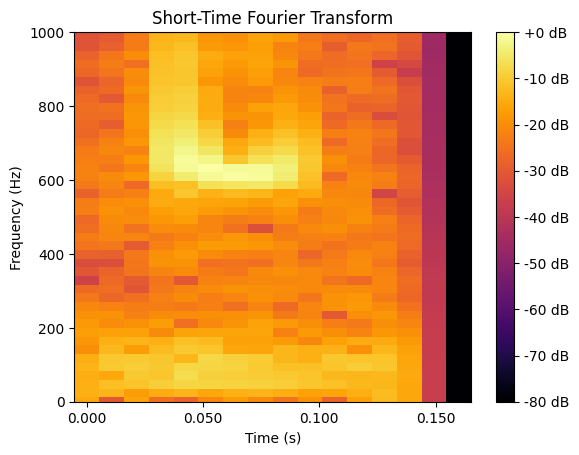 Short-Time Fourier Transform
1000
800
600
400
200
0
Frequency (Hz)
0.000
0.050
0.100
0.150
Time (s)
+0 dB
-10 dB
-20 dB
-30 dB
-40 dB
-50 dB
-60 dB
-70 dB
-80 dB